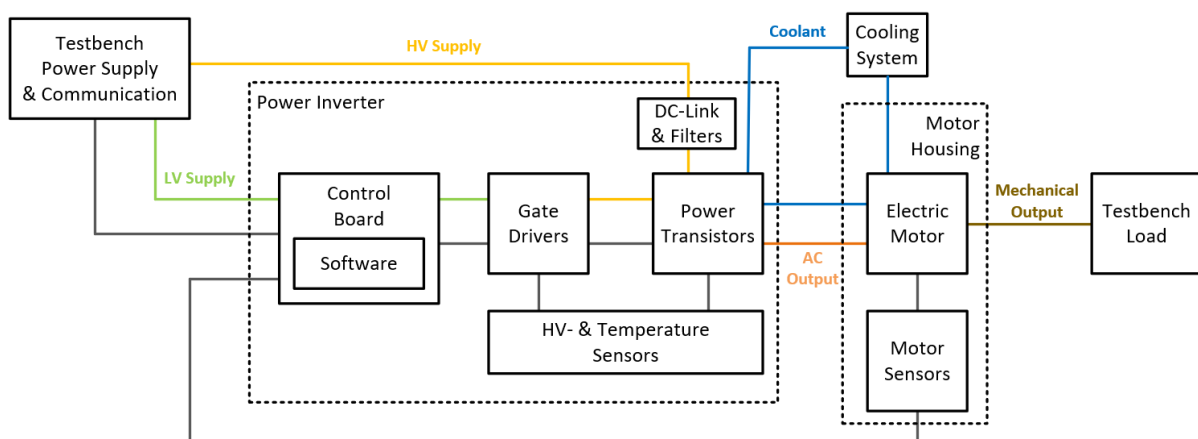 Testbench
Power Supply
& Communication
HV Supply
Coolant
Cooling
System
Power Inverter
DC-Link
& Filters
Motor
Housing
LV Supply
Control
Board
Software
Gate
Drivers
Power
Transistors
AC
Output
Electric
Motor
Mechanical
Output
Testbench
Load
HV- & Temperature
Sensors
Motor
Sensors